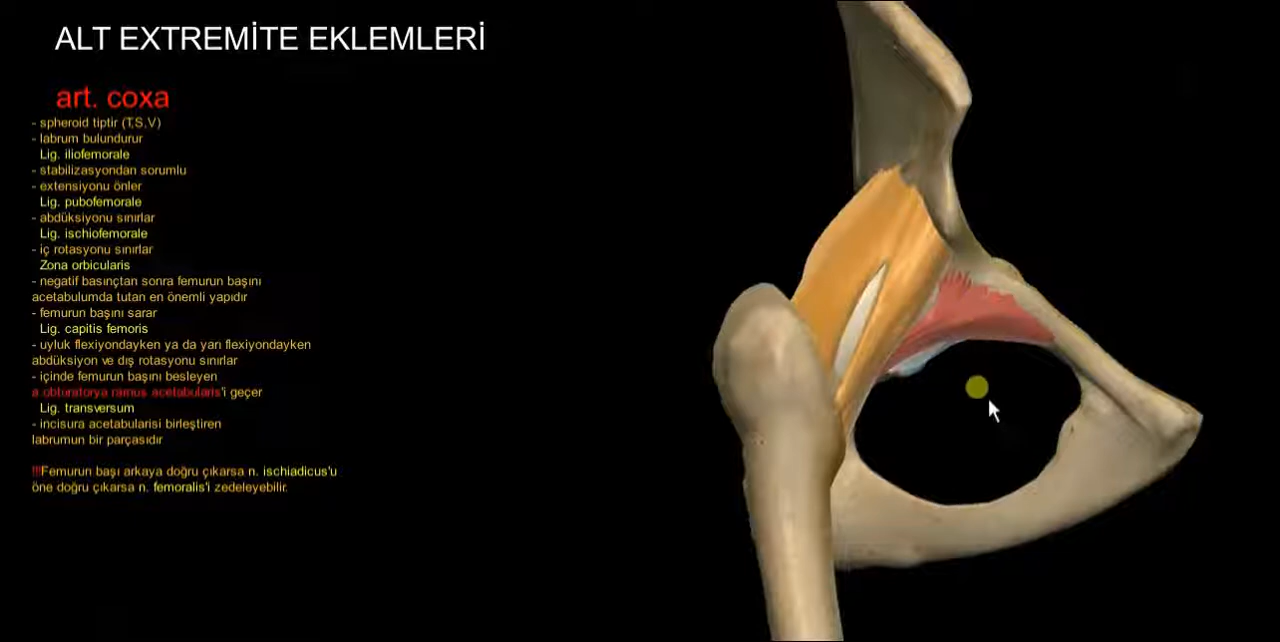 ALT EXTREMİTE EKLEMLERİ
art. coxa
- spheroid tiptir (T,S,V)
- labrum bulundurur
Lig. iliofemorale
- stabilizasyondan sorumlu
- extensiyonu önler
Lig. pubofemorale
- abdüksiyonu sınırlar
Lig. ischiofemorale
- iç rotasyonu sınırlar
Zona orbicularis
- negatif basınçtan sonra femurun başını
acetabulumda tutan en önemli yapıdır
- femurun başını sarar
Lig. capitis femoris
- uyluk flexiyondayken ya da yarı flexiyondayken
abdüksiyon ve dış rotasyonu sınırlar
- içinde femurun başını besleyen
a obturatorya ramus acetabularis'i geçer
Lig. transversum
- incisura acetabularisi birleştiren
labrumun bir parçasıdır
!!!Femurun başı arkaya doğru çıkarsa n. ischiadicus'u
öne doğru çıkarsa n. femoralis'i zedeleyebilir.